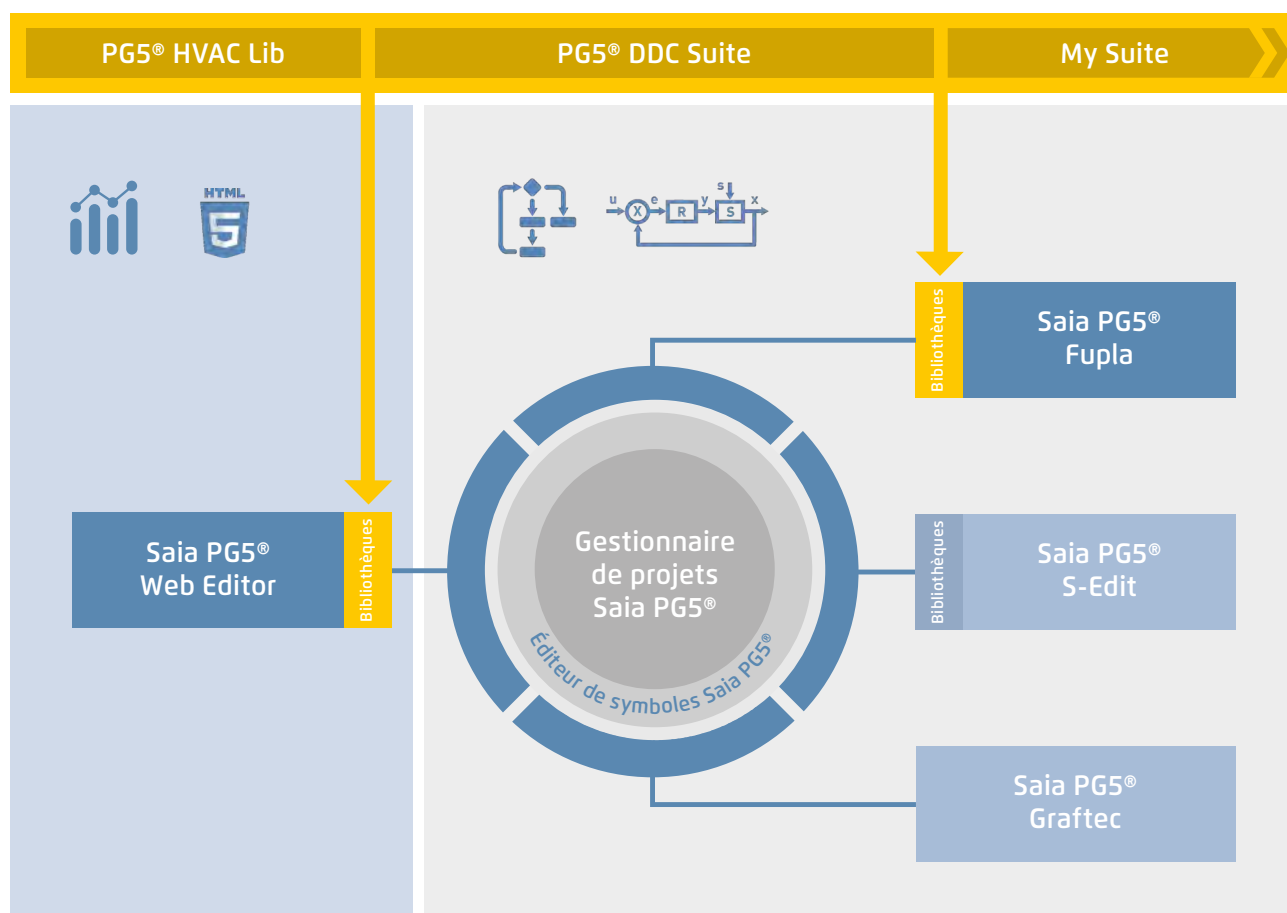 PG5® HVAC Lib
PG5® DDC Suite
My Suite
HTML
5
u
e
y
s
x
X
R
S
Bibliothèques
Saia PG5®
Fupla
Saia PG5®
Web Editor
Bibliothèques
Gestionnaire
de projets
Saia PG5®
Éditeur de symboles Saia PG5®
Bibliothèques
Saia PG5®
S-Edit
Saia PG5®
Graftec